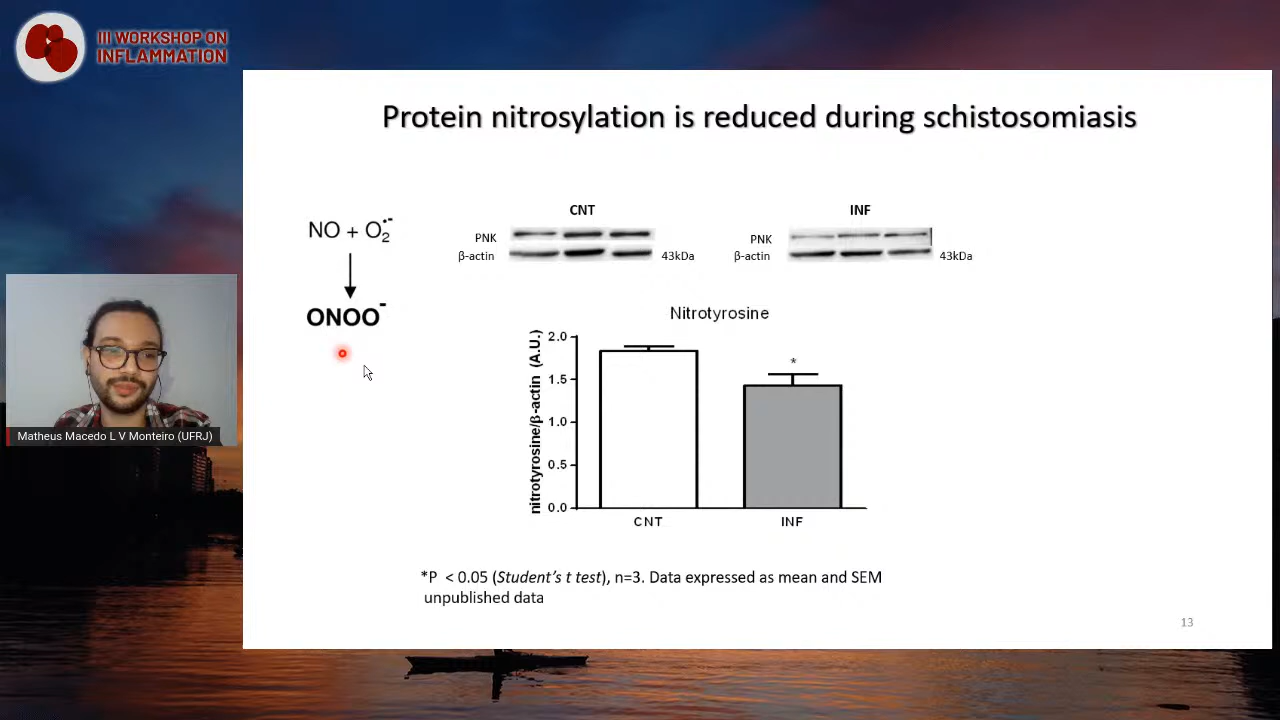 III WORKSHOP ON
INFLAMMATION
Protein nitrosylation is reduced during schistosomiasis
NO + O2•-
ONOO-
CNT
PNK
β-actin
43kDa
INF
PNK
β-actin
43kDa
Nitrotyrosine
nitrotyrosine/β-actin (A.U.)
2.0
1.5
1.0
0.5
0.0
*
CNT
INF
*P < 0.05 (Student's t test), n=3. Data expressed as mean and SEM
unpublished data
13
Matheus Macedo L V Monteiro (UFRJ)